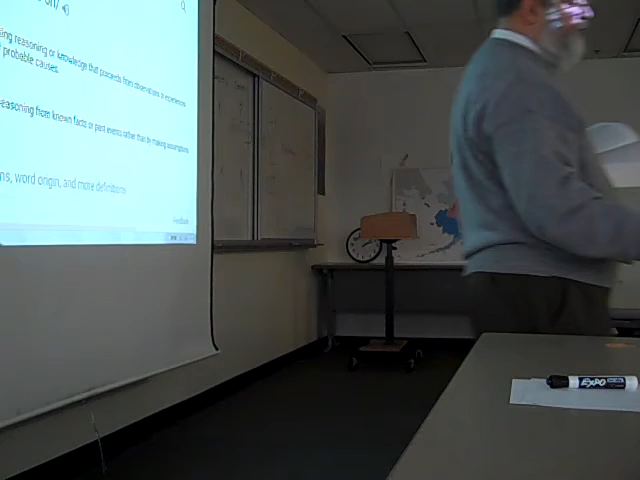 ing reasoning or knowledge that proceeds from observations or experiences
probable causes.
easoning from known facts or past events rather than by making assumptions
ns, word origin, and more definitions
Feedback
EXPO